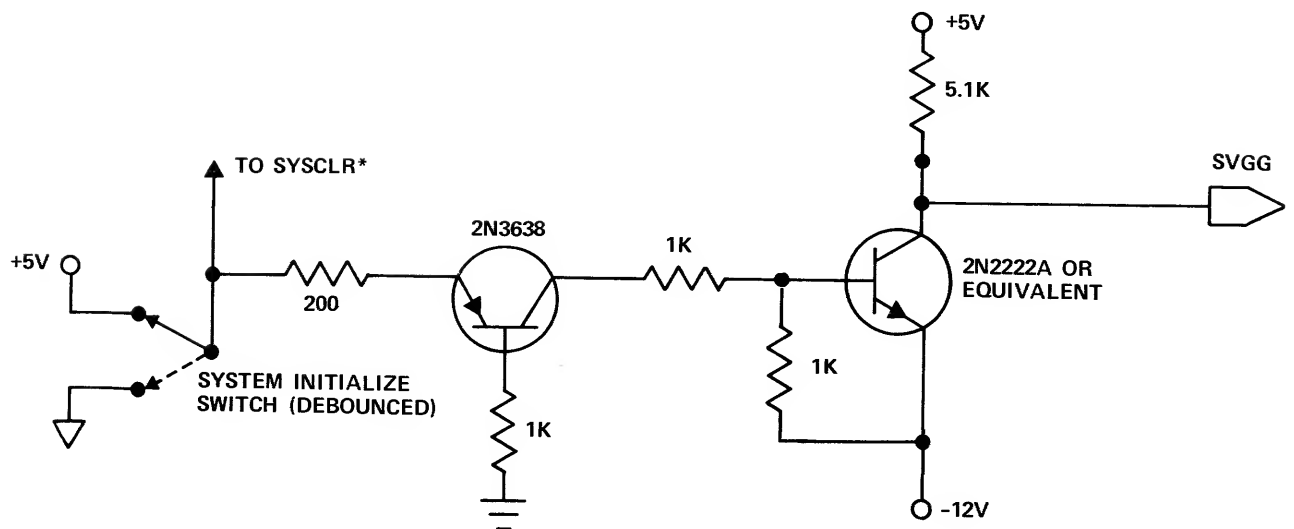 +5V
5.1K
TO SYSCLR*
SVGG
2N3638
1K
+5V
2N2222A OR
EQUIVALENT
200
1K
SYSTEM INITIALIZE
SWITCH (DEBOUNCED)
1K
-12V